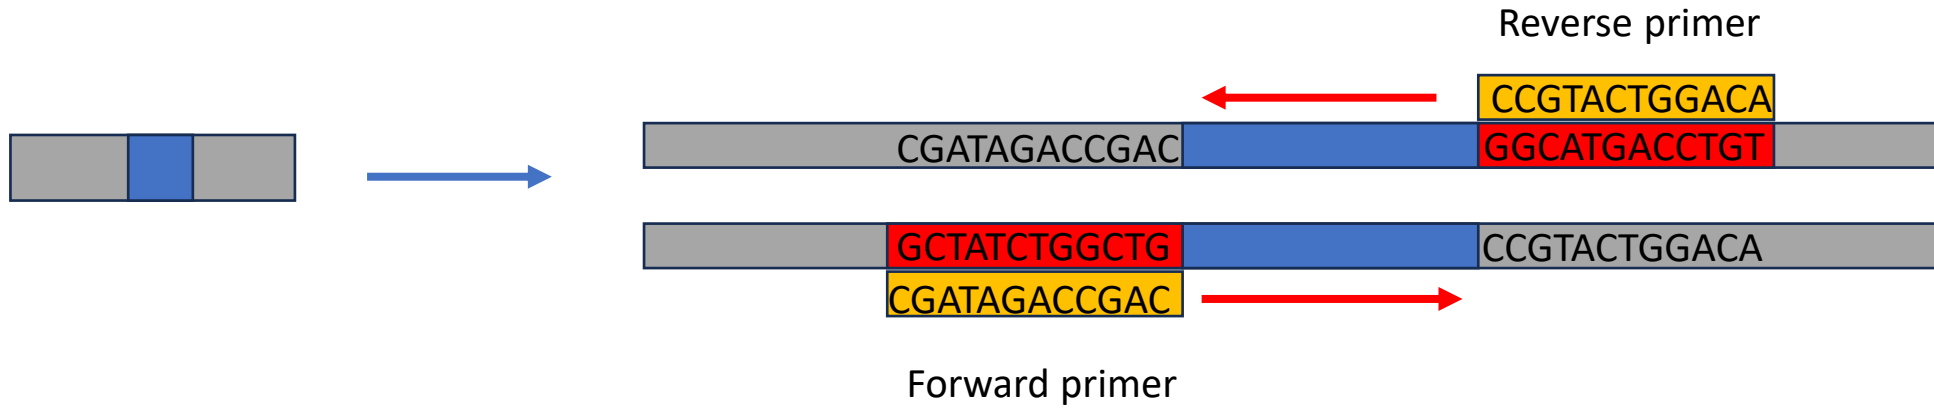 Reverse primer
CCGTACTGGACA
CGATAGACCGAC
GGCATGACCTGT
GCTATCTGGCTG
CCGTACTGGACA
CGATAGACCGAC
Forward primer